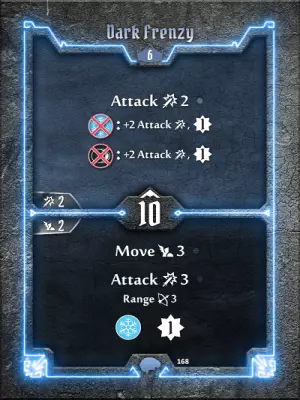 Dark Frenzy
6
Attack 2
: +2 Attack , 1
: +2 Attack , 1
2
10
2
Move 3
Attack 3
Range 3
1
168